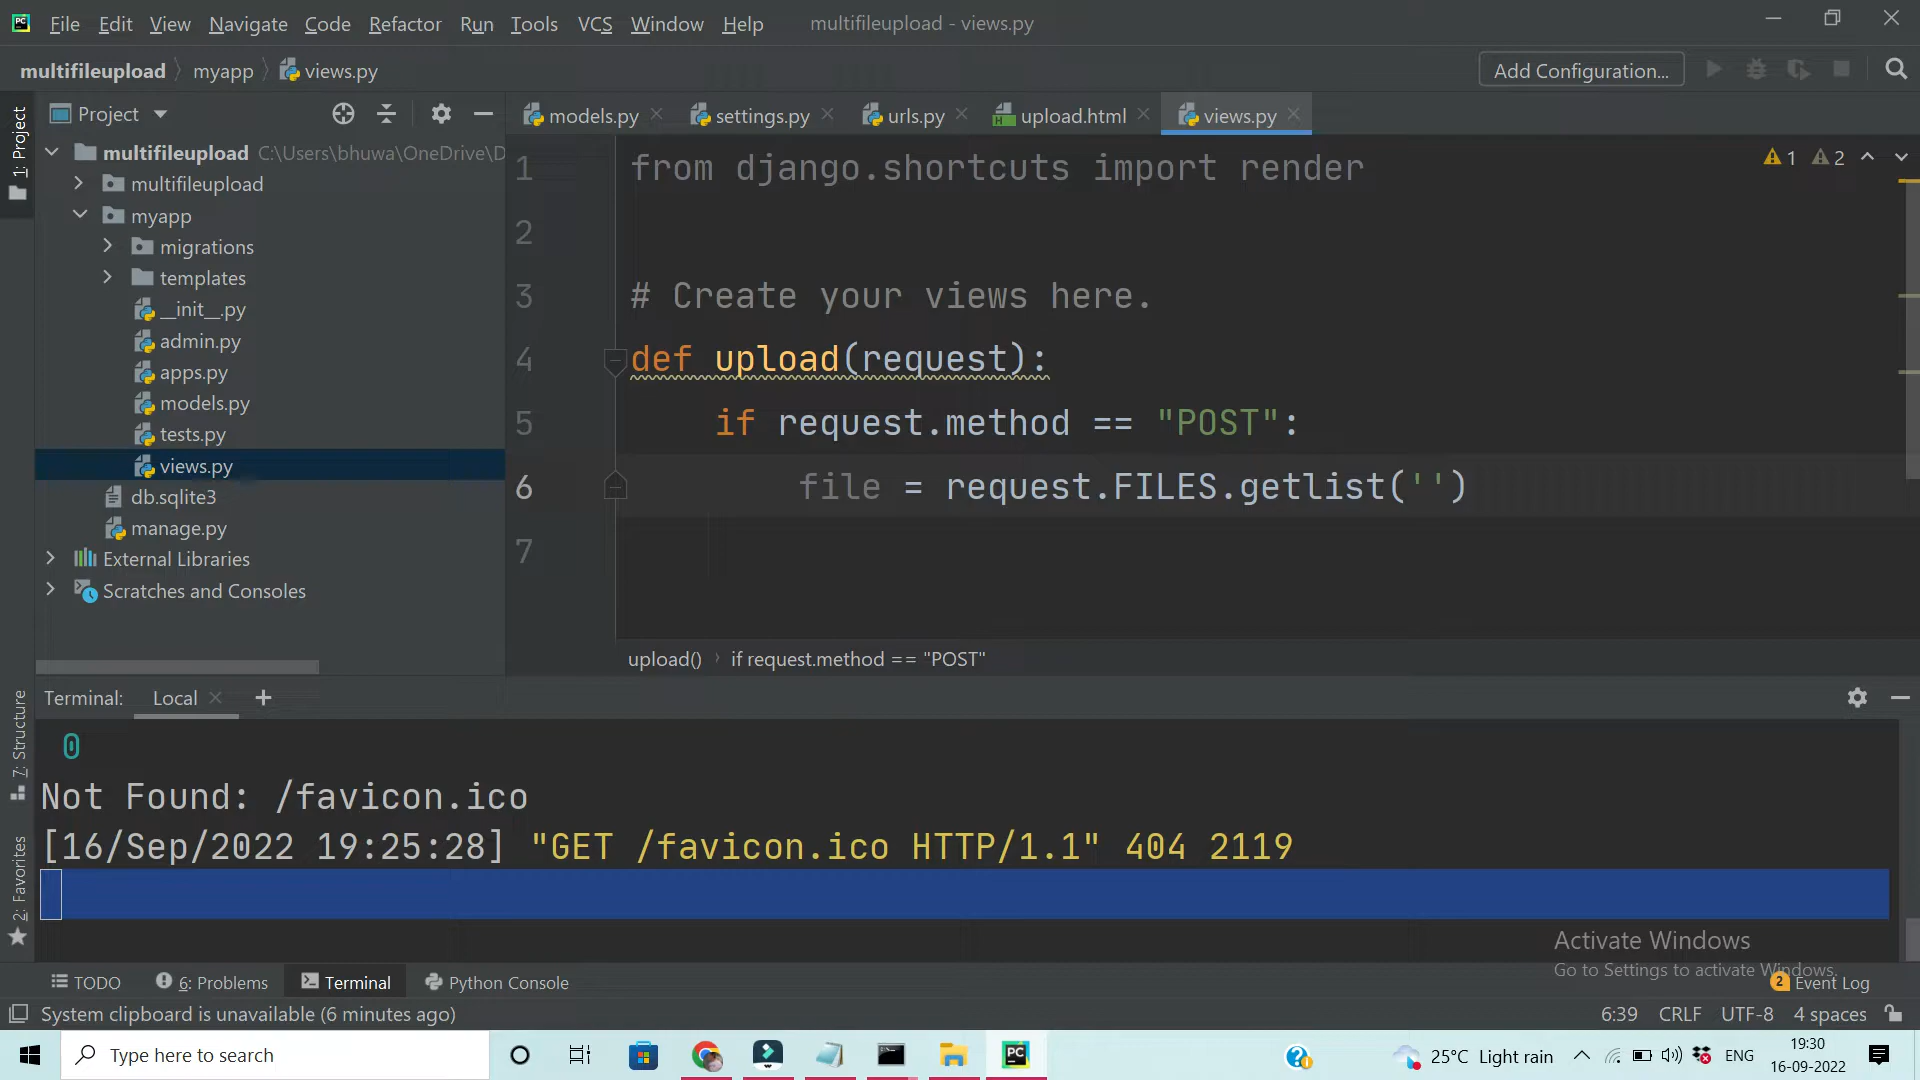 File Edit View Navigate Code Refactor Run Tools VCS Window Help multifileupload - views.py
multifileupload myapp views.py Add Configuration...
Project models.py settings.py urls.py upload.html views.py
1: Project
multifileupload C:\Users\bhuwa\OneDrive\D
multifileupload
myapp
migrations
templates
__init__.py
admin.py
apps.py
models.py
tests.py
views.py
db.sqlite3
manage.py
External Libraries
Scratches and Consoles
1 from django.shortcuts import render
1 2
2
3 # Create your views here.
4 def upload(request):
5 if request.method == "POST":
6 file = request.FILES.getlist('')
7
upload() if request.method == "POST"
7: Structure
2: Favorites
Terminal: Local +
0
Not Found: /favicon.ico
[16/Sep/2022 19:25:28] "GET /favicon.ico HTTP/1.1" 404 2119
Activate Windows
Go to Settings to activate Windows.
TODO 6: Problems Terminal Python Console 2 Event Log
System clipboard is unavailable (6 minutes ago) 6:39 CRLF UTF-8 4 spaces
Type here to search 25°C Light rain ENG 19:30
16-09-2022